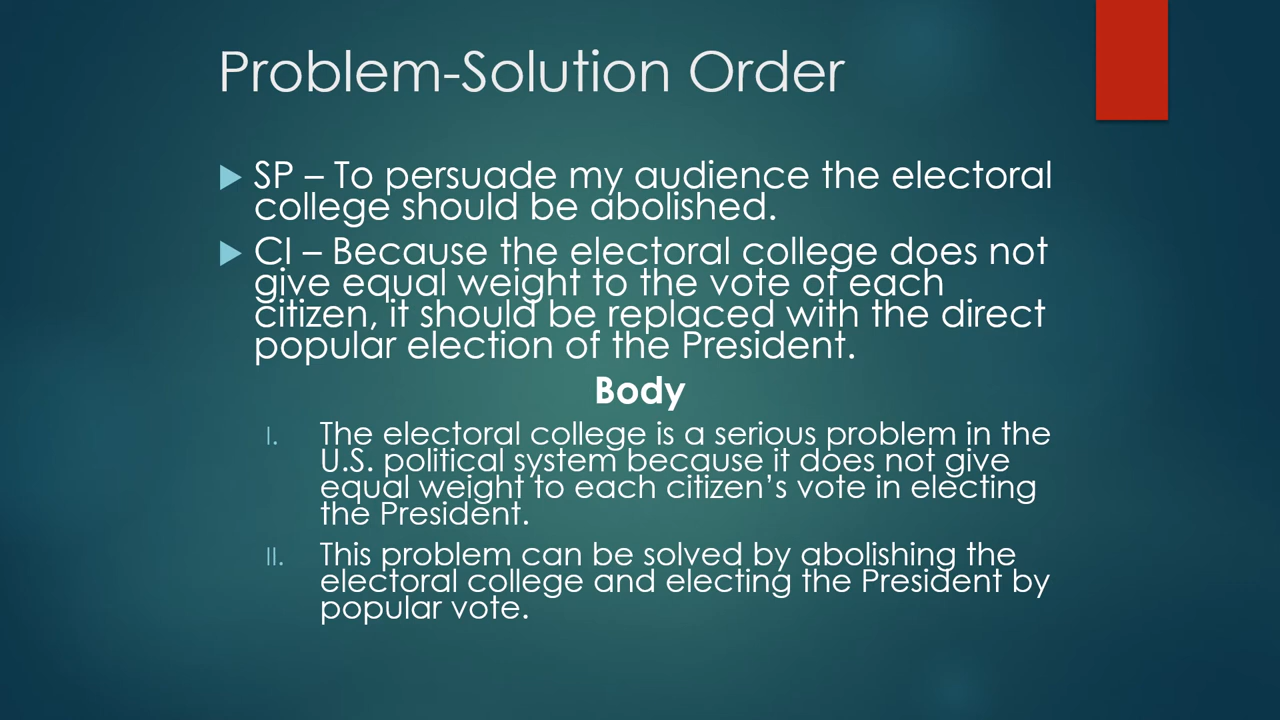 Problem-Solution Order
SP – To persuade my audience the electoral
college should be abolished.
CI – Because the electoral college does not
give equal weight to the vote of each
citizen, it should be replaced with the direct
popular election of the President.
Body
I. The electoral college is a serious problem in the
U.S. political system because it does not give
equal weight to each citizen’s vote in electing
the President.
II. This problem can be solved by abolishing the
electoral college and electing the President by
popular vote.